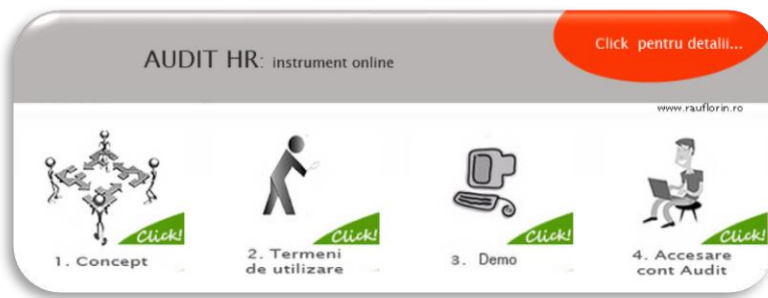 AUDIT HR: instrument online
Click pentru detalii...
www.rauflorin.ro
Click!
1. Concept
Click!
2. Termeni
de utilizare
Click!
3. Demo
Click!
4. Accesare
cont Audit